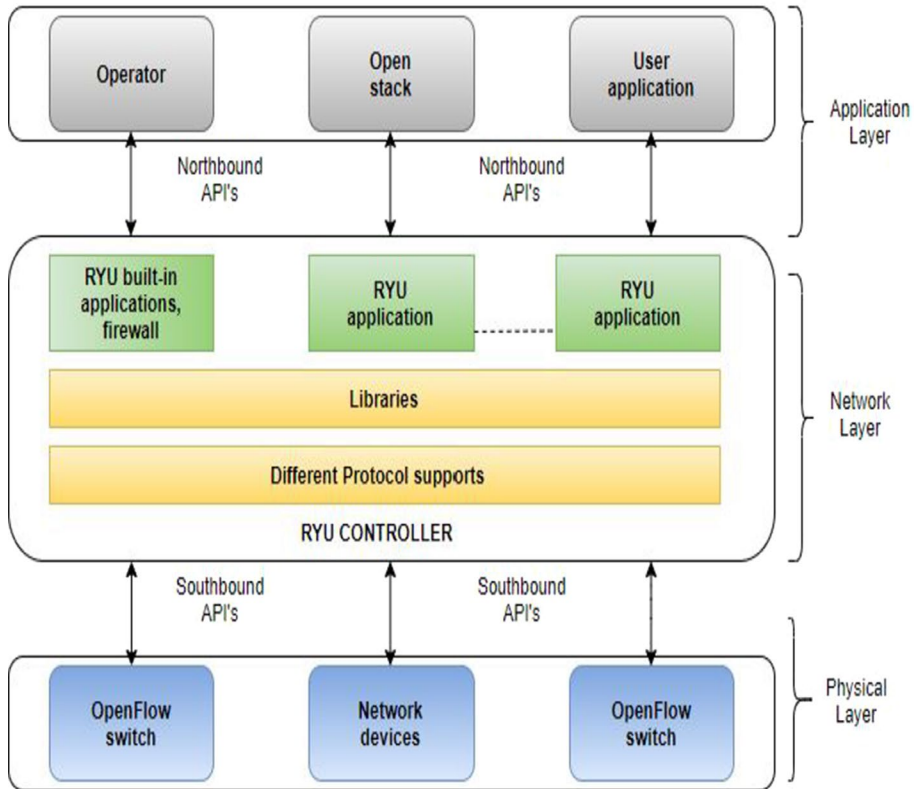 Operator
Open
stack
User
application
Application
Layer
Northbound
API's
Northbound
API's
RYU built-in
applications,
firewall
RYU
application
RYU
application
Libraries
Different Protocol supports
RYU CONTROLLER
Network
Layer
Southbound
API's
Southbound
API's
OpenFlow
switch
Network
devices
OpenFlow
switch
Physical
Layer